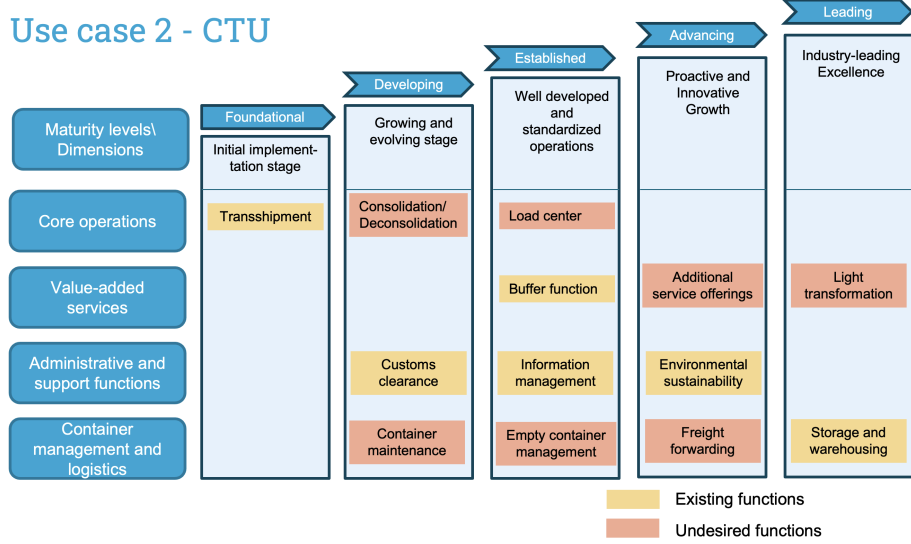 Use case 2 - CTU
Leading
Advancing
Established
Developing
Foundational
Maturity levels\
Dimensions
Initial implemen-
tation stage
Growing and
evolving stage
Well developed
and
standardized
operations
Proactive and
Innovative
Growth
Industry-leading
Excellence
Core operations
Transshipment
Consolidation/
Deconsolidation
Load center
Value-added
services
Buffer function
Additional
service offerings
Light
transformation
Administrative and
support functions
Customs
clearance
Information
management
Environmental
sustainability
Container
management and
logistics
Container
maintenance
Empty container
management
Freight
forwarding
Storage and
warehousing
Existing functions
Undesired functions